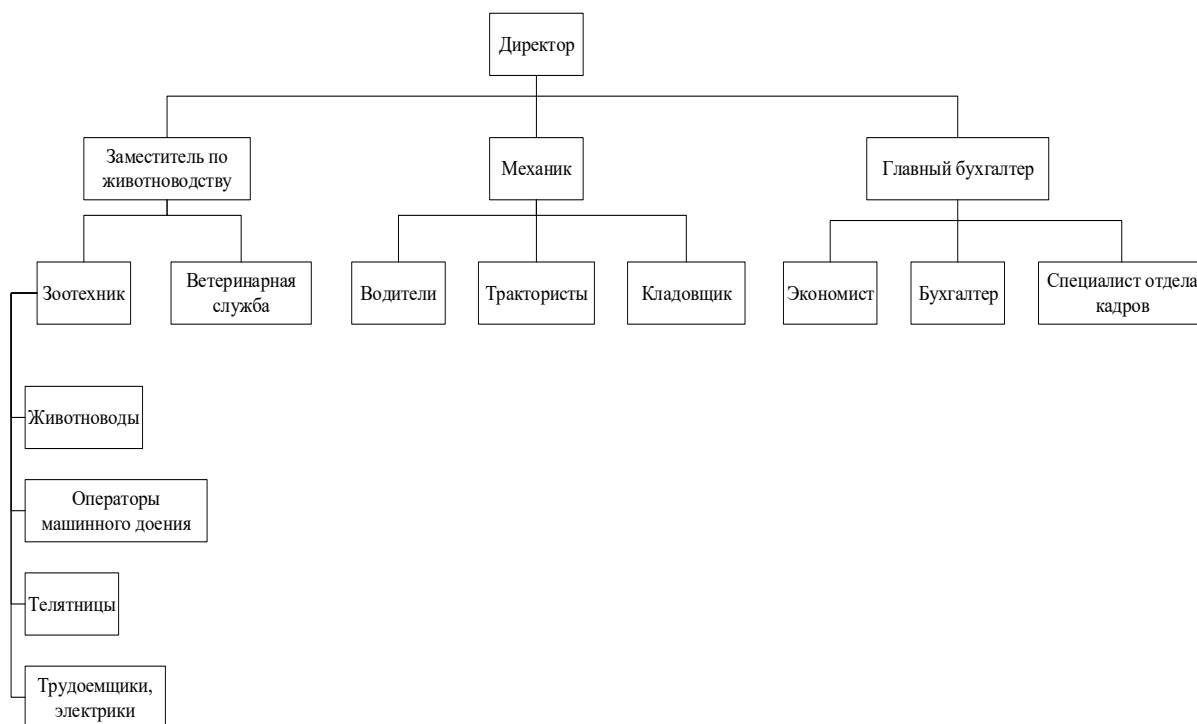 Директор
Заместитель по
животноводству
Механик
Главный бухгалтер
Зоотехник
Ветеринарная
служба
Водители
Трактористы
Кладовщик
Экономист
Бухгалтер
Специалист отдела
кадров
Животноводы
Операторы
машинного доения
Телятницы
Трудоемщики,
электрики